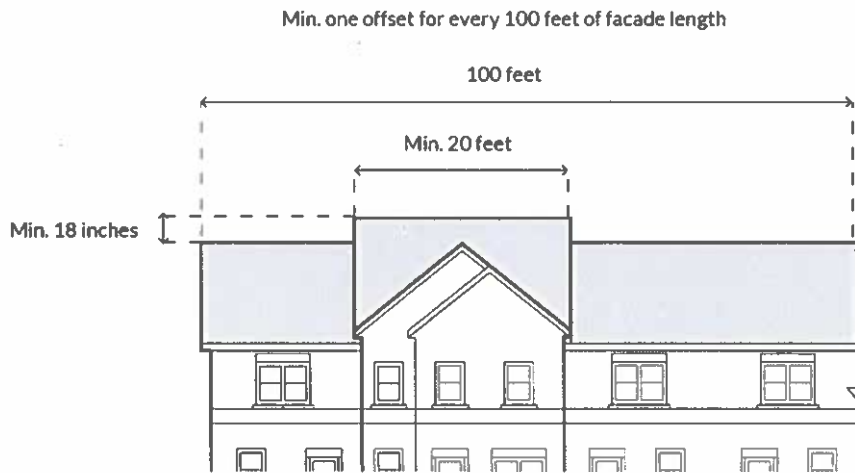 Min. one offset for every 100 feet of facade length
100 feet
Min. 20 feet
Min. 18 inches